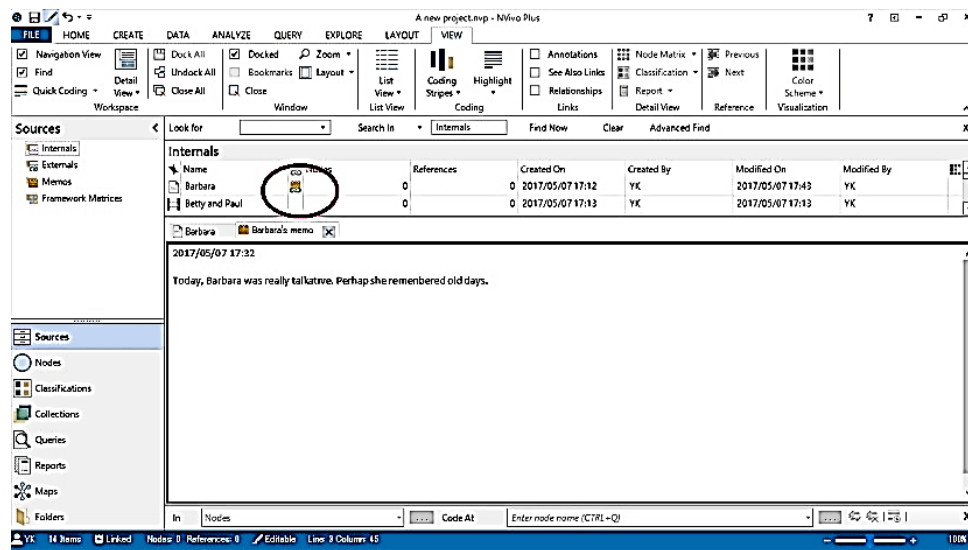 A new project.nvp - NVivo Plus
FILE HOME CREATE DATA ANALYZE QUERY EXPLORE LAYOUT VIEW
Navigation View Dock All Docked Zoom Annotations Node Matrix Previous
Find Undock All Bookmarks Layout See Also Links Classification Next
Quick Coding Detail View Close All Close List View Coding Stripes Highlight Relationships Report Color Scheme
Workspace Window List View Coding Links Detail View Reference Visualization
Sources Look for Search In Internals Find Now Clear Advanced Find
Internals
Externals
Memos
Framework Matrices
Internals
Name References Created On Created By Modified On Modified By
Barbara 0 0 2017/05/07 17:12 YK 2017/05/07 17:43 YK
Betty and Paul 0 0 2017/05/07 17:13 YK 2017/05/07 17:13 YK
Barbara Barbara's memo
2017/05/07 17:32
Today, Barbara was really talkative. Perhap she remenbered old days.
Sources
Nodes
Classifications
Collections
Queries
Reports
Maps
Folders
In Nodes Code At Enter node name (CTRL+Q)
YK 14 Items Linked Nodes: 0 References: 0 Editable Line: 3 Column: 45 100%